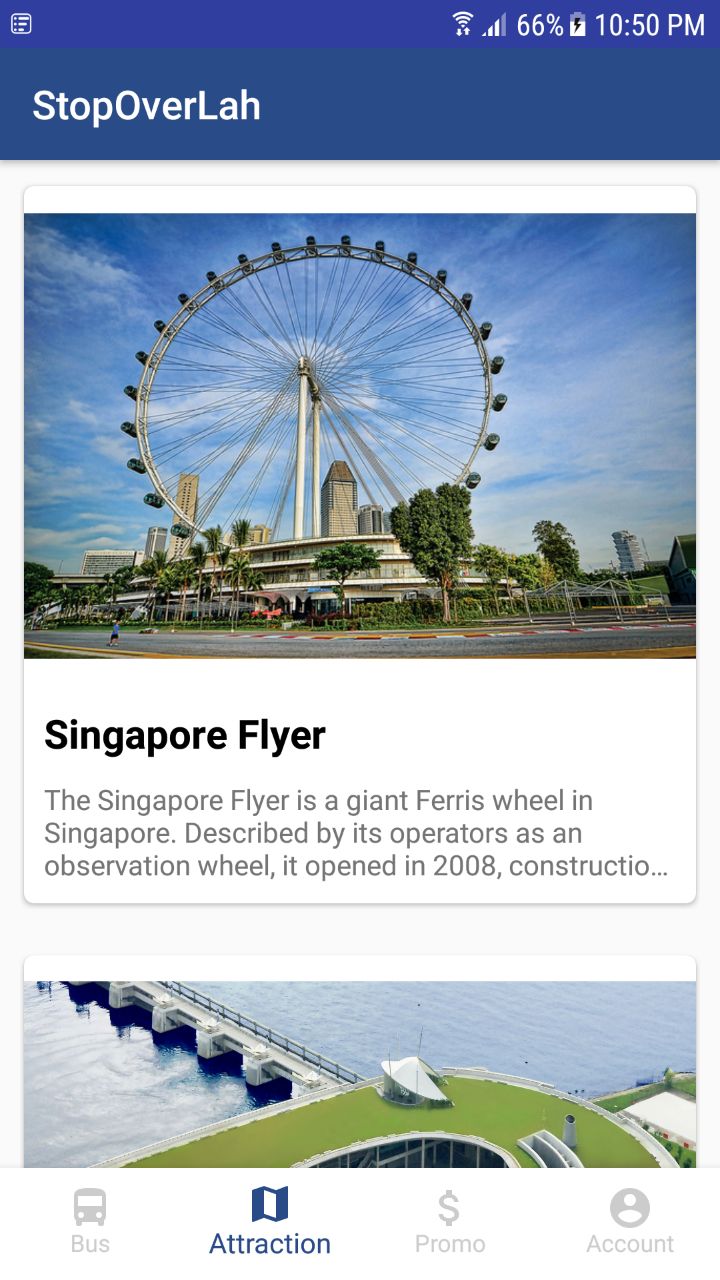 66% 10:50 PM
StopOverLah
Singapore Flyer
The Singapore Flyer is a giant Ferris wheel in
Singapore. Described by its operators as an
observation wheel, it opened in 2008, constructio...
Bus
Attraction
Promo
Account